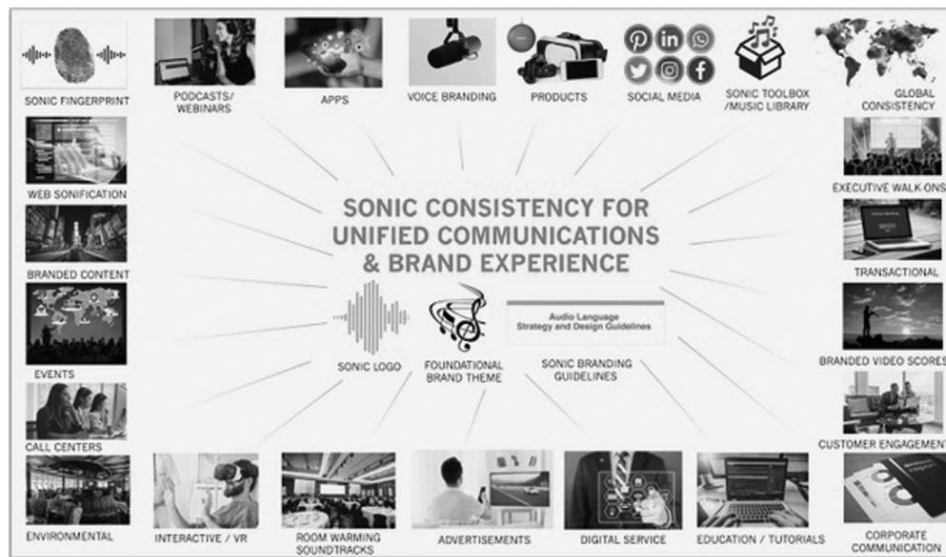 SONIC FINGERPRINT
PODCASTS/
WEBINARS
APPS
VOICE BRANDING
PRODUCTS
SOCIAL MEDIA
SONIC TOOLBOX
/MUSIC LIBRARY
GLOBAL
CONSISTENCY
WEB SONIFICATION
EXECUTIVE WALK-ONS
BRANDED CONTENT
TRANSACTIONAL
SONIC CONSISTENCY FOR
UNIFIED COMMUNICATIONS
& BRAND EXPERIENCE
Audio Language
Strategy and Design Guidelines
SONIC LOGO
FOUNDATIONAL
BRAND THEME
SONIC BRANDING
GUIDELINES
EVENTS
BRANDED VIDEO SCORES
CALL CENTERS
CUSTOMER ENGAGEMENT
ENVIRONMENTAL
INTERACTIVE / VR
ROOM WARMING
SOUNDTRACKS
ADVERTISEMENTS
DIGITAL SERVICE
EDUCATION / TUTORIALS
CORPORATE
COMMUNICATION